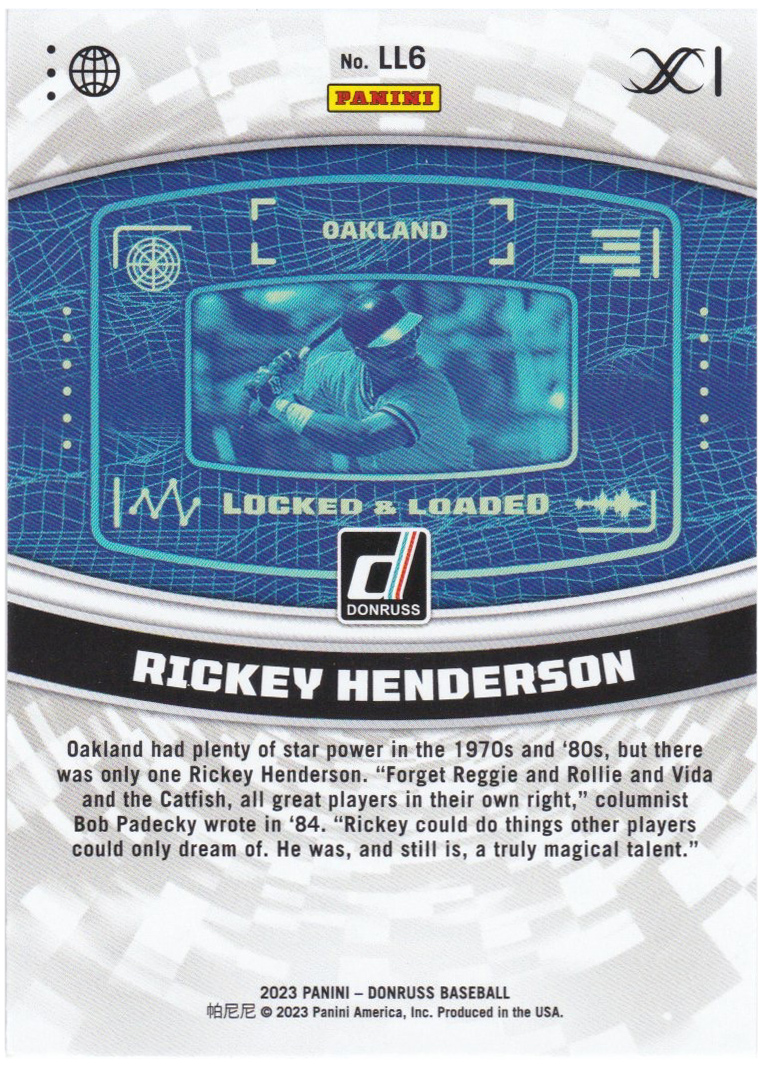 No. LL6
PANINI
OAKLAND
LOCKED & LOADED
d
DONRUSS
RICKEY HENDERSON
Oakland had plenty of star power in the 1970s and ‘80s, but there
was only one Rickey Henderson. “Forget Reggie and Rollie and Vida
and the Catfish, all great players in their own right,” columnist
Bob Padecky wrote in ‘84. “Rickey could do things other players
could only dream of. He was, and still is, a truly magical talent.”
2023 PANINI – DONRUSS BASEBALL
帕尼尼 © 2023 Panini America, Inc. Produced in the USA.